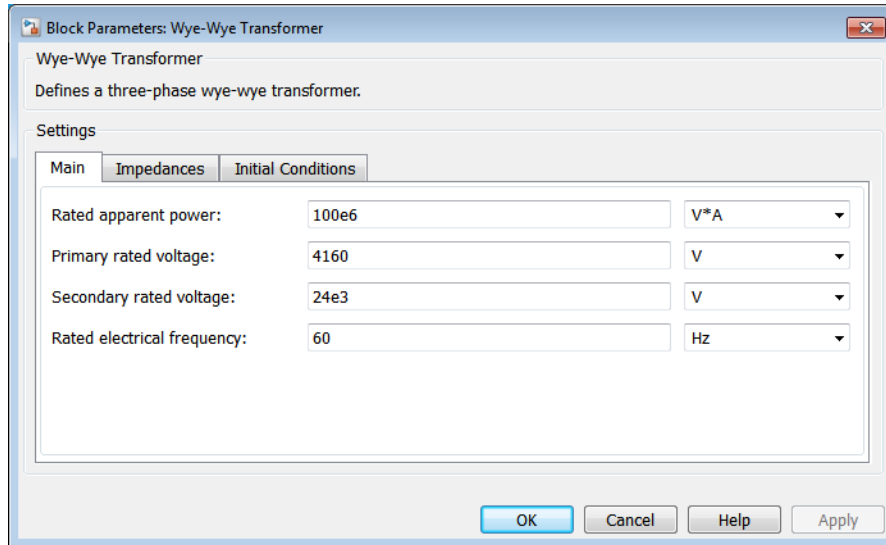 Block Parameters: Wye-Wye Transformer
Wye-Wye Transformer
Defines a three-phase wye-wye transformer.
Settings
Main Impedances Initial Conditions
Rated apparent power: 100e6 V*A
Primary rated voltage: 4160 V
Secondary rated voltage: 24e3 V
Rated electrical frequency: 60 Hz
OK Cancel Help Apply